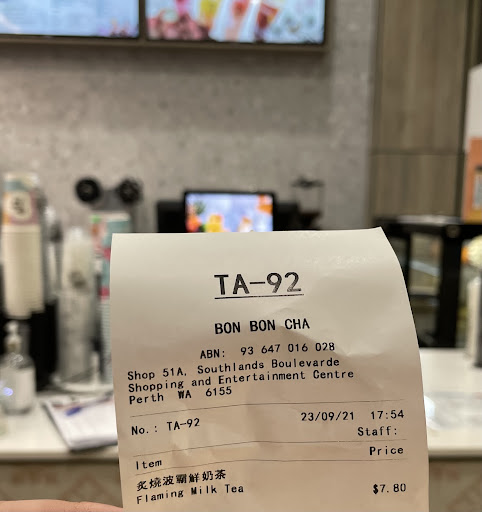 TA-92
BON BON CHA
ABN: 93 647 016 028
Shop 51A, Southlands Boulevarde
Shopping and Entertainment Centre
Perth WA 6155
No.: TA-92 23/09/21 17:54
Staff:
Item Price
炙燒波霸鮮奶茶
Flaming Milk Tea $7.80